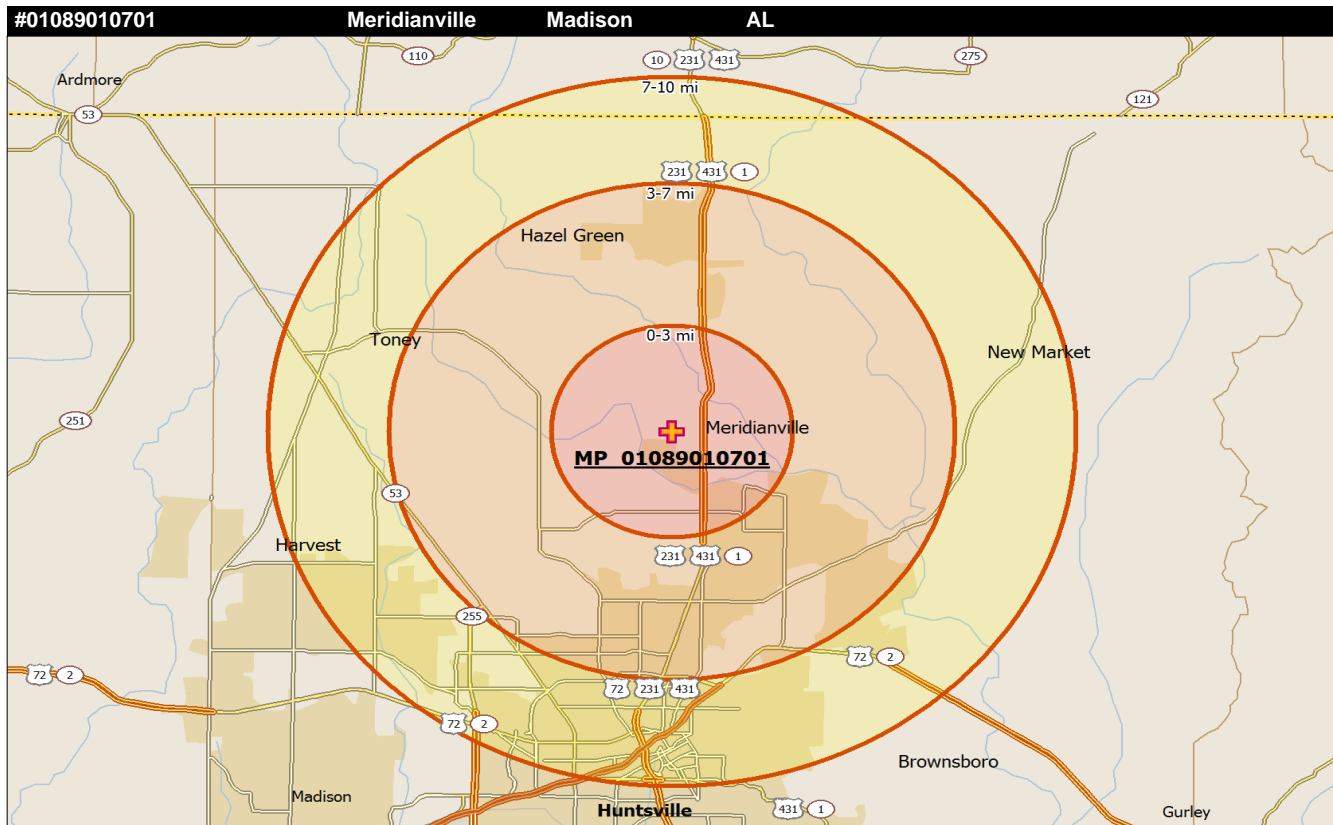 #01089010701 Meridianville Madison AL
110
10 231 431
275
Ardmore
7-10 mi
121
53
231 431 1
3-7 mi
Hazel Green
0-3 mi
Toney
New Market
251
Meridianville
MP 01089010701
53
Harvest
231 431 1
255
72 2
72 2
72 231 431
72 2
Brownsboro
Madison
Huntsville
431 1
Gurley